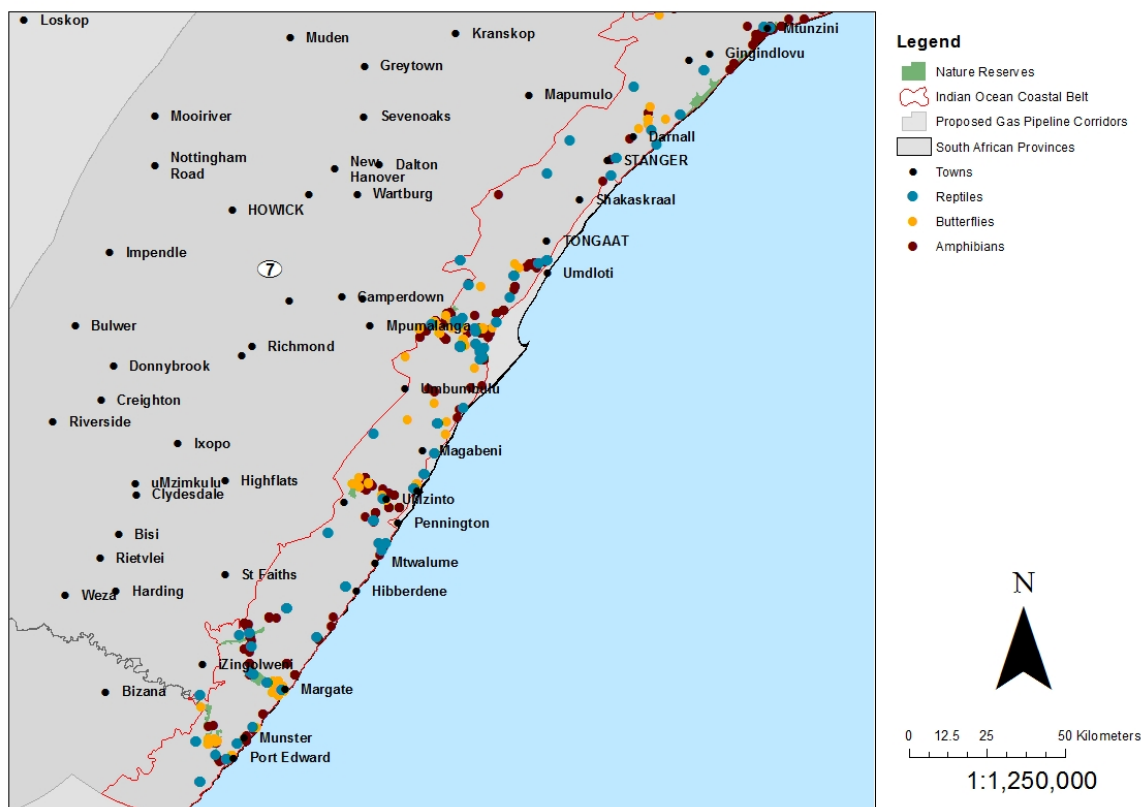 Loskop
Muden
Kranskop
Mtunzini
Gingindlovu
Greytown
Mapumulo
Mooiriver
Sevenoaks
Darnall
Nottingham
Road
New
Hanover
Dalton
STANGER
Wartburg
Shakaskraal
HOWICK
TONGAAT
Impendle
7
Umdloti
Camperdown
Bulwer
Mpumalanga
Richmond
Donnybrook
Umbumbulu
Creighton
Riverside
Ixopo
Magabeni
uMzimkulu
Highflats
Clydesdale
Umzinto
Pennington
Bisi
Rietvlei
Mtwalume
St Faiths
Weza
Harding
Hibberdene
iZingolweni
Bizana
Margate
Munster
Port Edward
Legend
Nature Reserves
Indian Ocean Coastal Belt
Proposed Gas Pipeline Corridors
South African Provinces
Towns
Reptiles
Butterflies
Amphibians
N
0 12.5 25 50 Kilometers
1:1,250,000